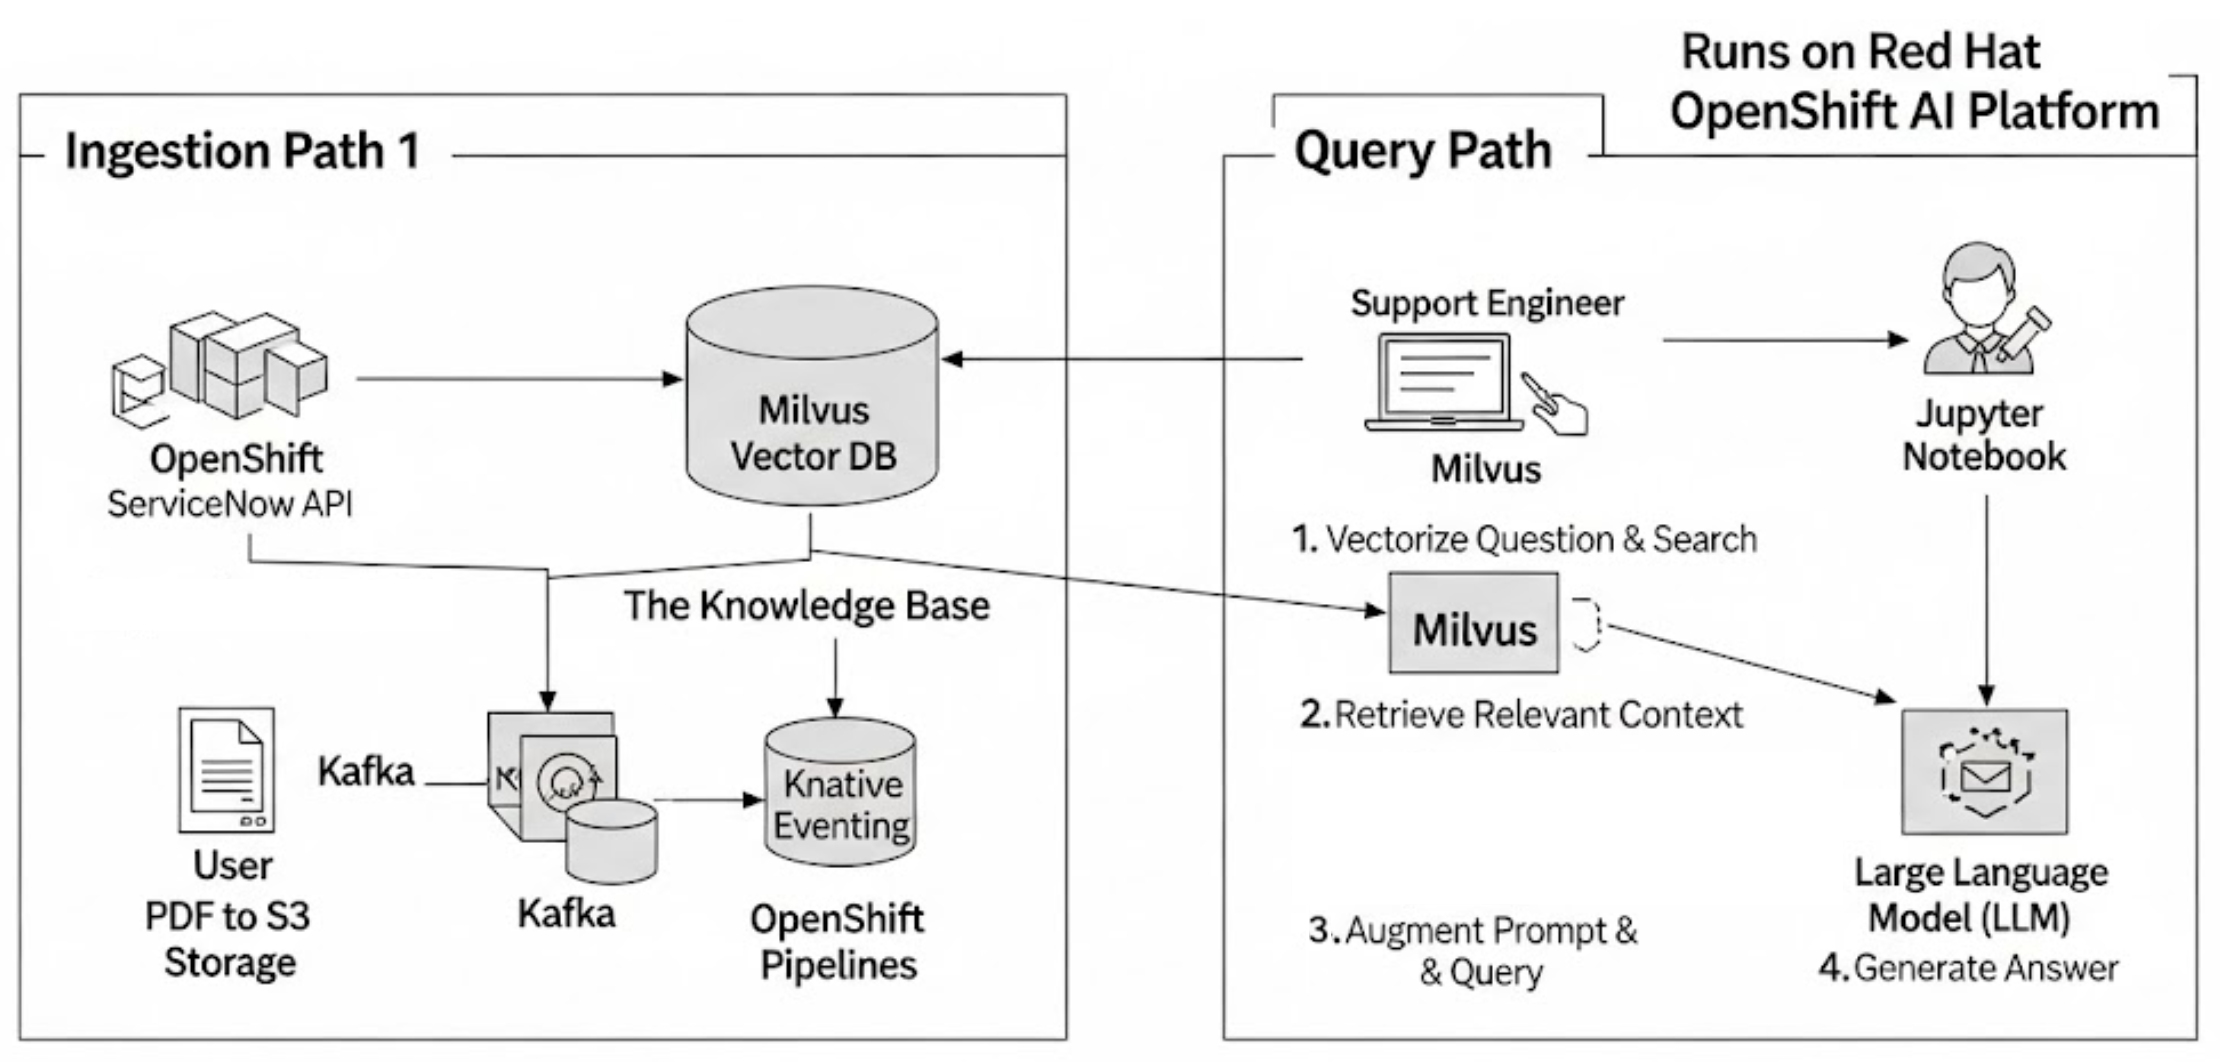 Runs on Red Hat
OpenShift AI Platform
Ingestion Path 1
OpenShift
ServiceNow API
Milvus
Vector DB
The Knowledge Base
User
PDF to S3
Storage
Kafka
K
Kafka
Knative
Eventing
OpenShift
Pipelines
Query Path
Support Engineer
Milvus
Jupyter
Notebook
1. Vectorize Question & Search
Milvus
2. Retrieve Relevant Context
3. Augment Prompt &
& Query
Large Language
Model (LLM)
4. Generate Answer